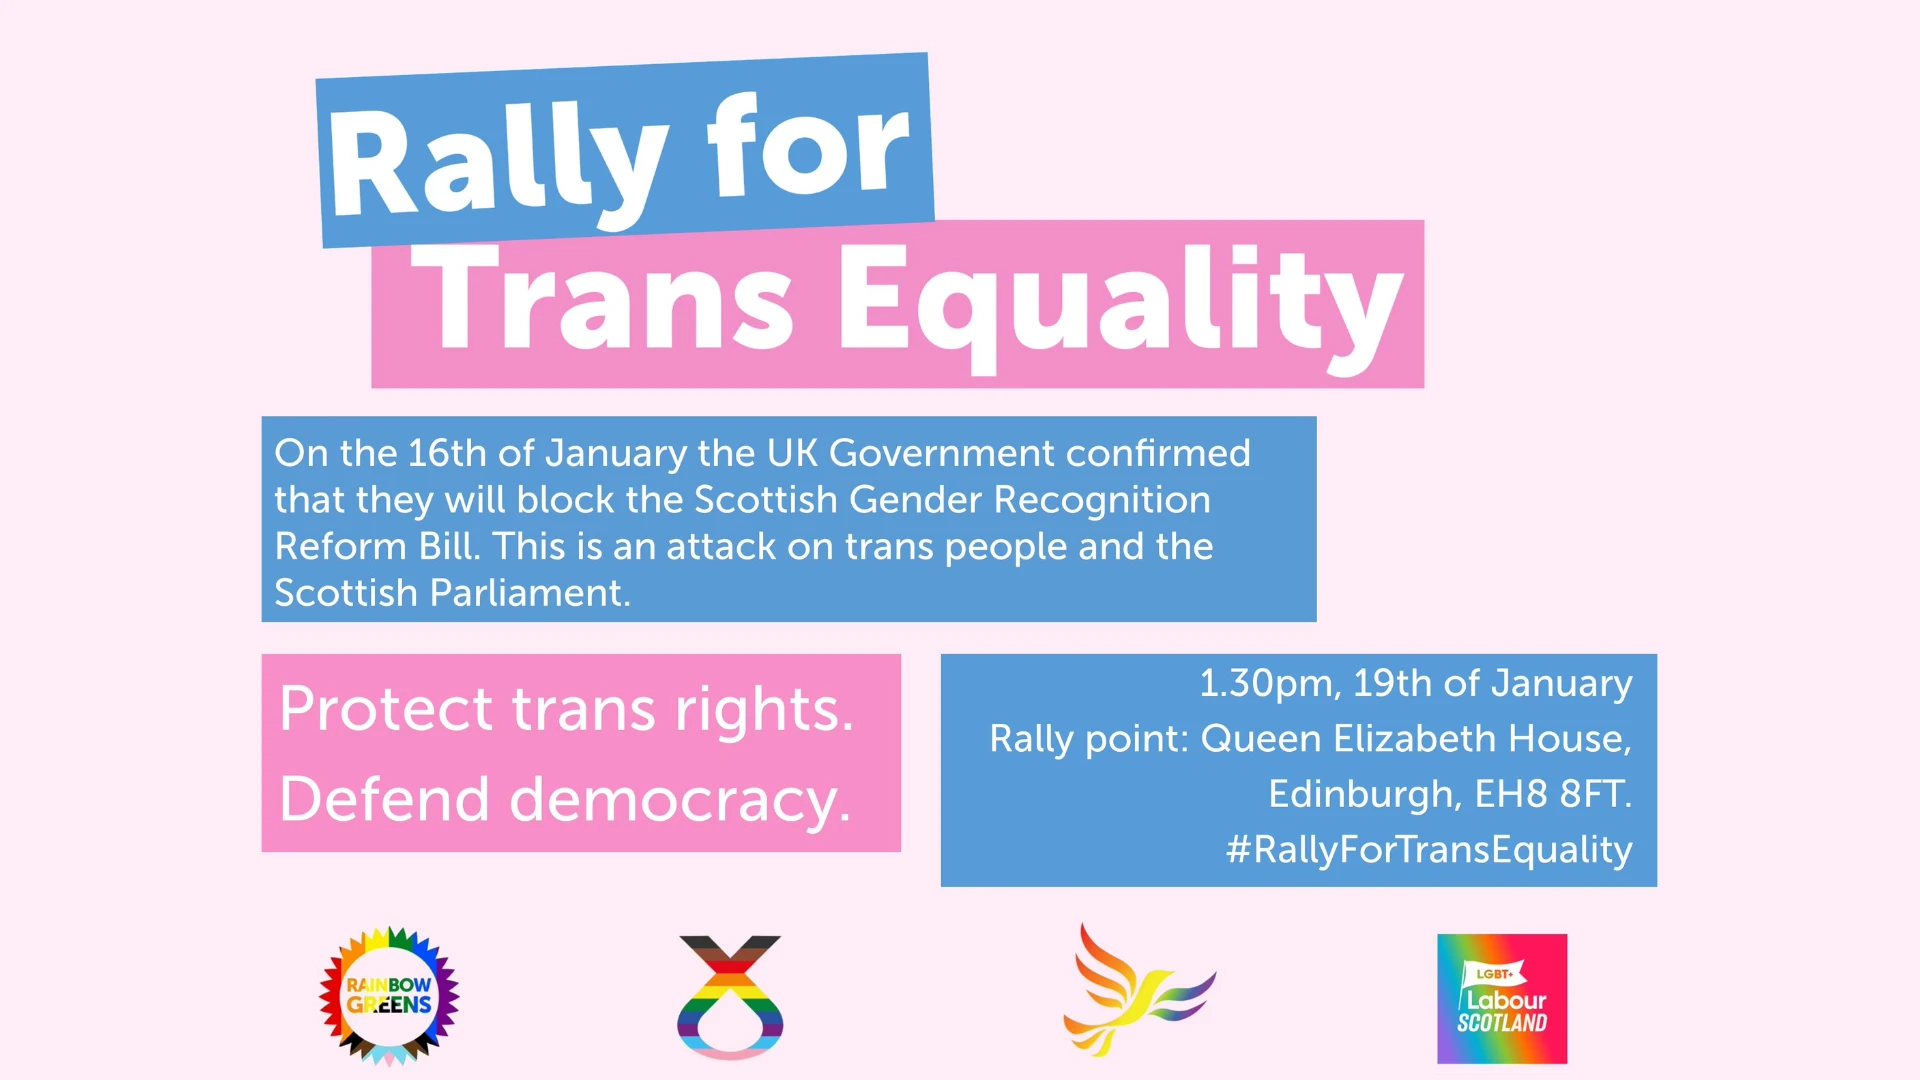 Rally for
Trans Equality
On the 16th of January the UK Government confirmed
that they will block the Scottish Gender Recognition
Reform Bill. This is an attack on trans people and the
Scottish Parliament.
Protect trans rights.
Defend democracy.
1.30pm, 19th of January
Rally point: Queen Elizabeth House,
Edinburgh, EH8 8FT.
#RallyForTransEquality
RAINBOW
GREENS
LGBT+
Labour
SCOTLAND